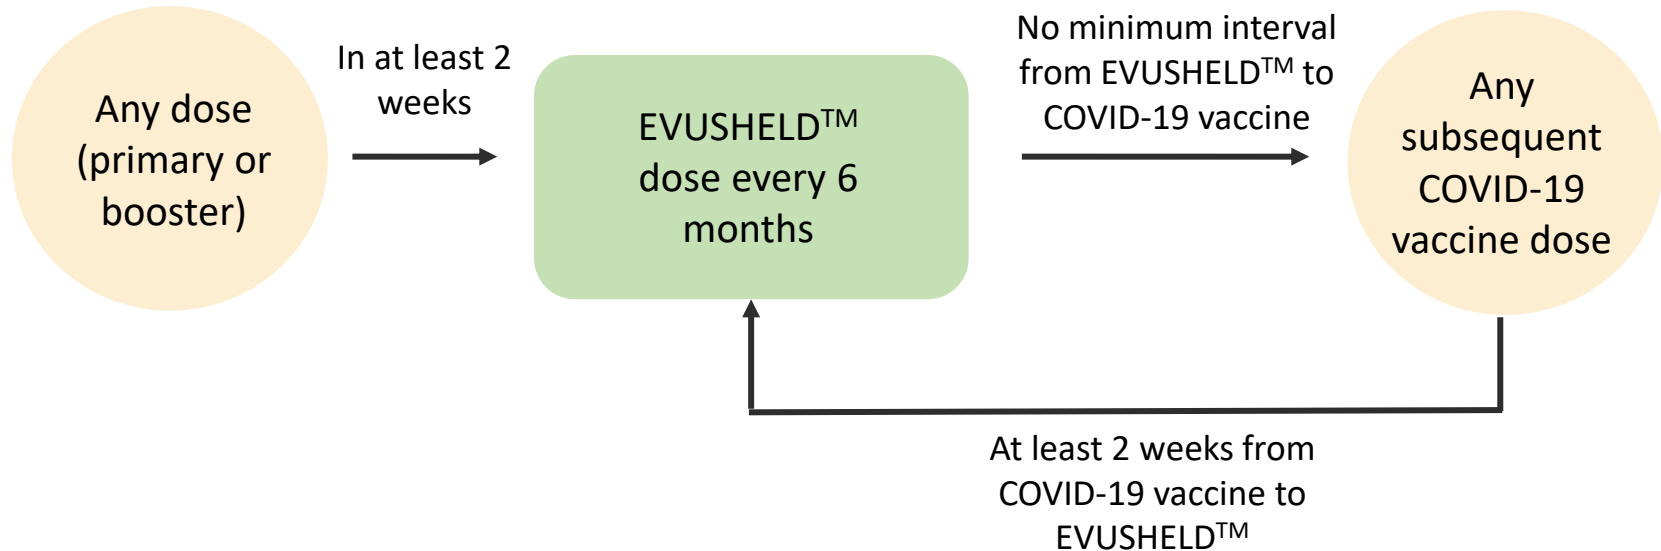 Any dose
(primary or
booster)
In at least 2
weeks
EVUSHELD™
dose every 6
months
No minimum interval
from EVUSHELD™ to
COVID-19 vaccine
Any
subsequent
COVID-19
vaccine dose
At least 2 weeks from
COVID-19 vaccine to
EVUSHELD™